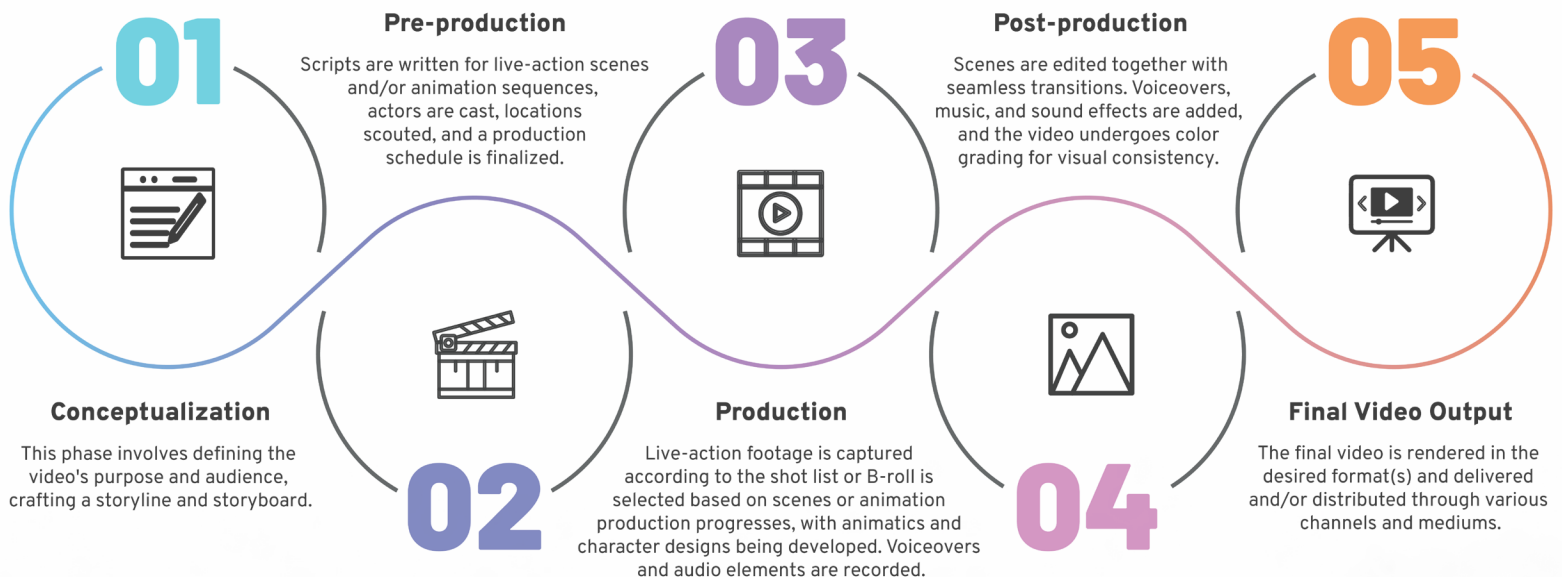 01
Conceptualization
This phase involves defining the
video's purpose and audience,
crafting a storyline and storyboard.
Pre-production
Scripts are written for live-action scenes
and/or animation sequences,
actors are cast, locations
scouted, and a production
schedule is finalized.
02
03
Production
Live-action footage is captured
according to the shot list or B-roll is
selected based on scenes or animation
production progresses, with animatics and
character designs being developed. Voiceovers
and audio elements are recorded.
Post-production
Scenes are edited together with
seamless transitions. Voiceovers,
music, and sound effects are added,
and the video undergoes color
grading for visual consistency.
04
05
Final Video Output
The final video is rendered in the
desired format(s) and delivered
and/or distributed through various
channels and mediums.